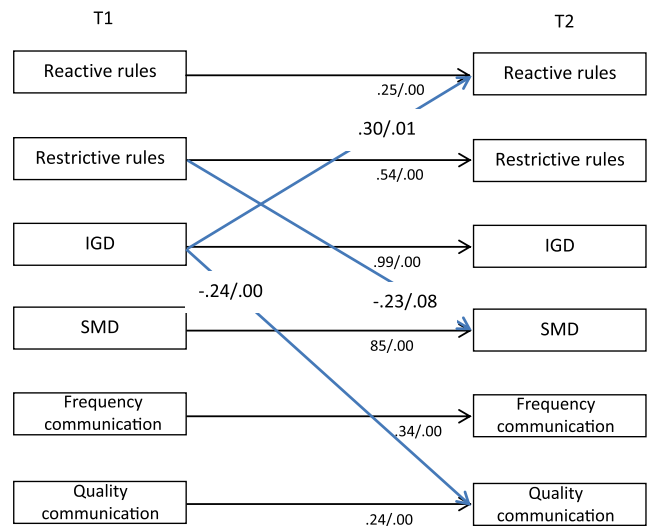 T1
T2
Reactive rules
Reactive rules
.25/.00
.30/.01
Restrictive rules
Restrictive rules
.54/.00
IGD
IGD
.99/.00
-.24/.00
-.23/.08
SMD
SMD
85/.00
Frequency
communication
Frequency
communication
.34/.00
Quality
communication
Quality
communication
.24/.00